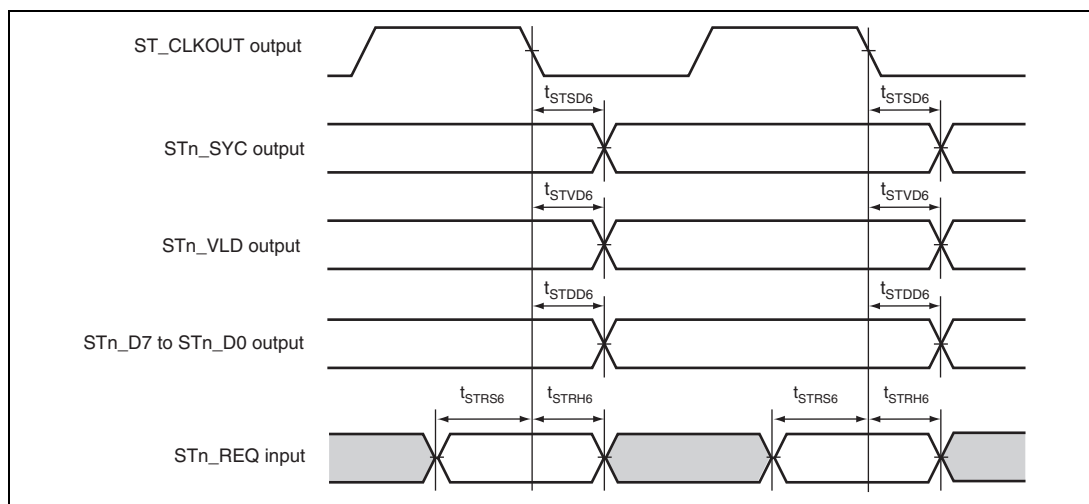 ST_CLKOUT output
tSTSD6 tSTSD6
STn_SYC output
tSTVD6 tSTVD6
STn_VLD output
tSTDD6 tSTDD6
STn_D7 to STn_D0 output
tSTRS6 tSTRH6 tSTRS6 tSTRH6
STn_REQ input